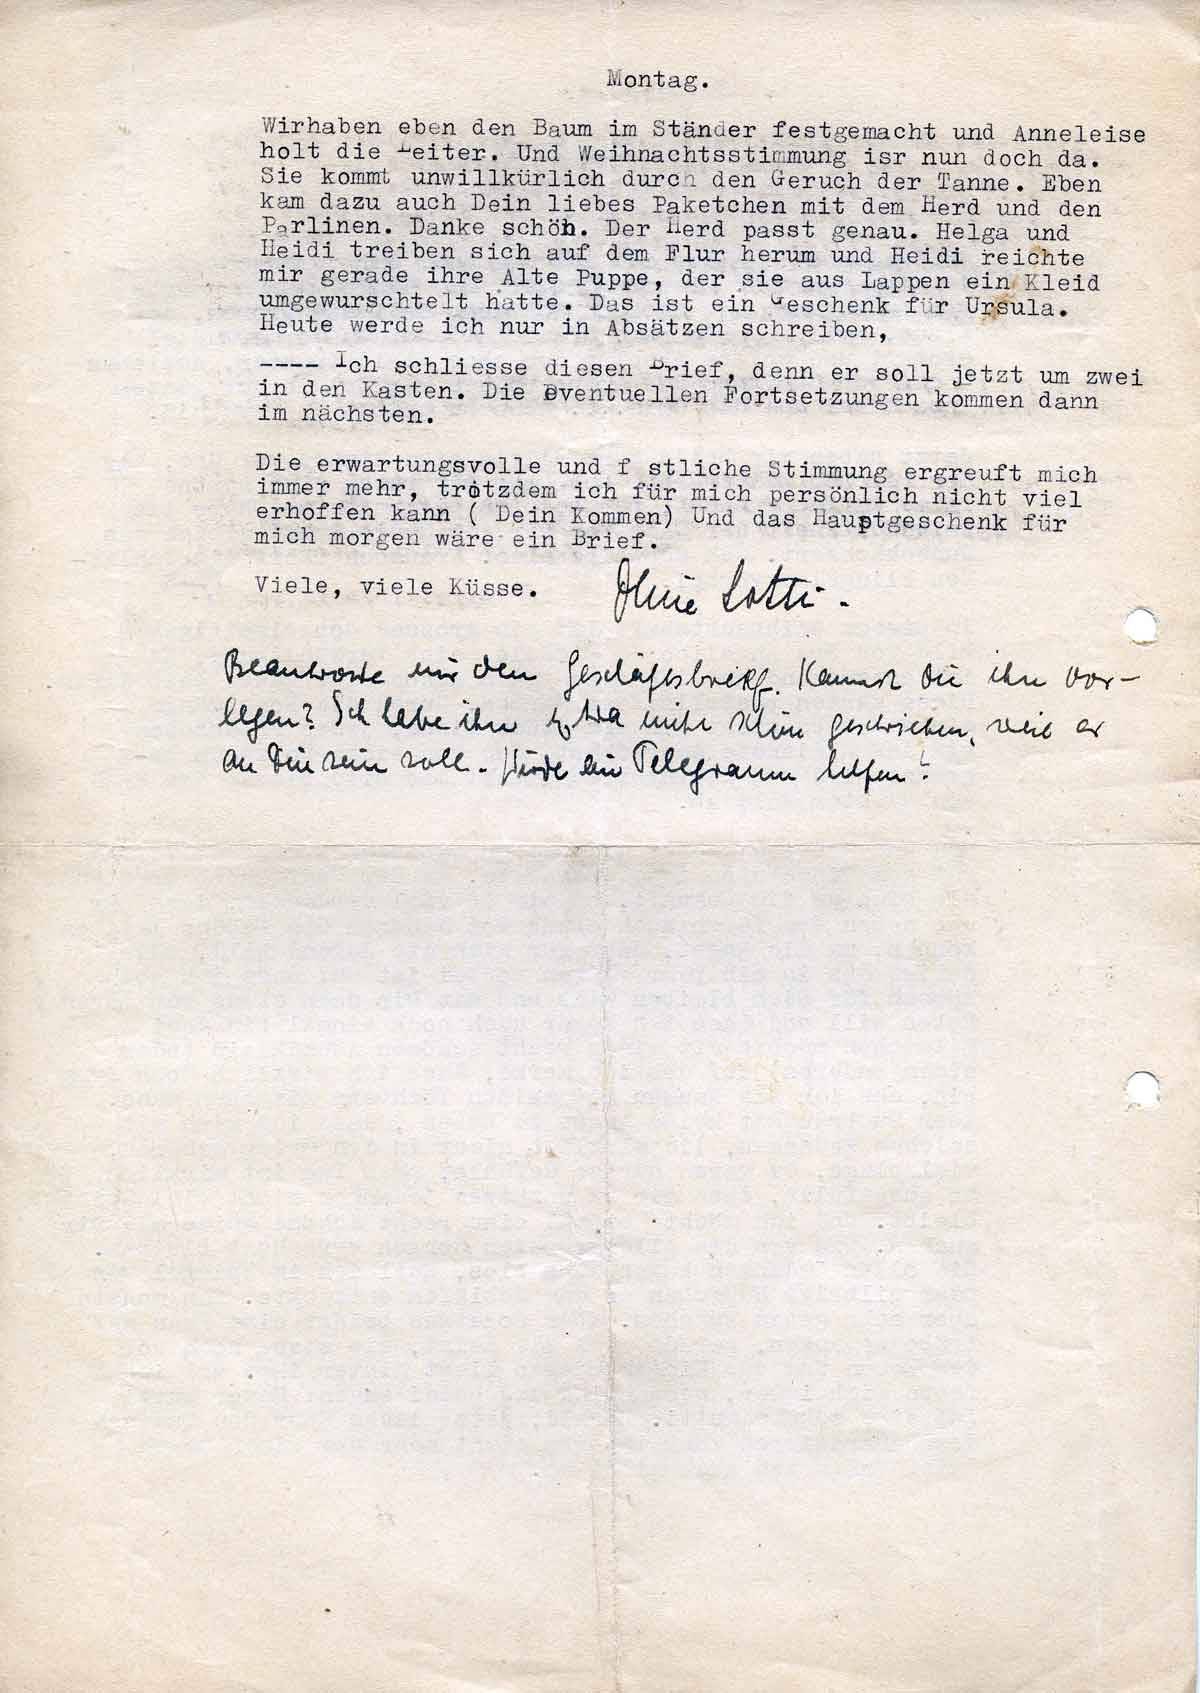 Montag.
Wirhaben eben den Baum im Ständer festgemacht und Anneleise
holt die Leiter. Und Weihnachtsstimmung isr nun doch da.
Sie kommt unwillkürlich durch den Geruch der Tanne. Eben
kam dazu auch Dein liebes Paketchen mit dem Herd und den
Parlinen. Danke schön. Der Herd passt genau. Helga und
Heidi treiben sich auf dem Flur herum und Heidi reichte
mir gerade ihre Alte Puppe, der sie aus Lappen ein Kleid
umgewurschtelt hatte. Das ist ein Geschenk für Ursula.
Heute werde ich nur in Absätzen schreiben,
---- Ich schliesse diesen Brief, denn er soll jetzt um zwei
in den Kasten. Die eventuellen Fortsetzungen kommen dann
im nächsten.
Die erwartungsvolle und f stliche Stimmung ergreuft mich
immer mehr, trotzdem ich für mich persönlich nicht viel
erhoffen kann ( Dein Kommen) Und das Hauptgeschenk für
mich morgen wäre ein Brief.
Viele, viele Küsse. Deine Lotti.
Beantworte mir den Geschäftsbrief. Kannst Du ihn vor-
legen? Ich habe ihn geschrieben, weil er
an Dein soll. Würde ein Telegramm helfen?